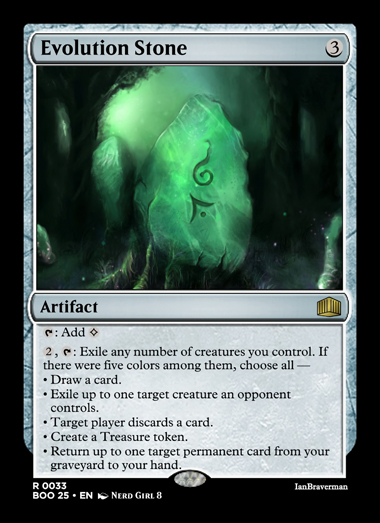 Evolution Stone 3
Artifact
: Add
2, : Exile any number of creatures you control. If
there were five colors among them, choose all —
• Draw a card.
• Exile up to one target creature an opponent
controls.
• Target player discards a card.
• Create a Treasure token.
• Return up to one target permanent card from your
graveyard to your hand.
R 0033
BOO 25 • EN Nerd Girl 8
IanBraverman